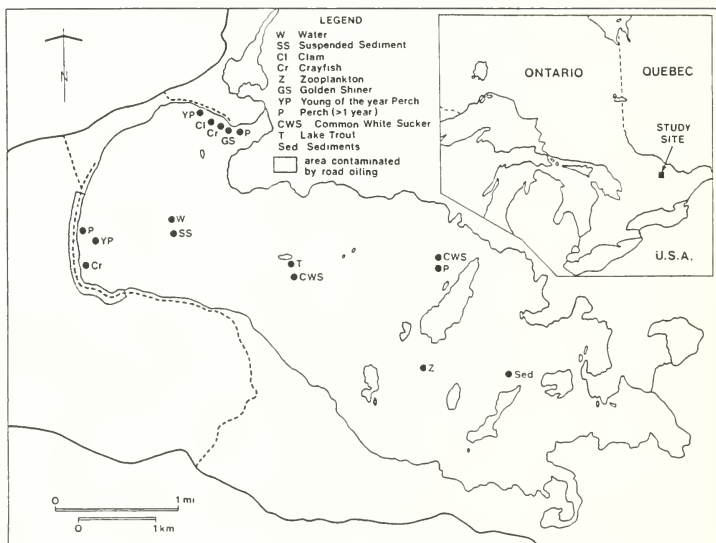 LEGEND
W Water
SS Suspended Sediment
Cl Clam
Cr Crayfish
Z Zooplankton
GS Golden Shiner
YP Young of the year Perch
P Perch (>1 year)
CWS Common White Sucker
T Lake Trout
Sed Sediments
area contaminated
by road oiling
N
ONTARIO
QUEBEC
STUDY
SITE
U.S.A.
YP
Cl
Cr
GS
P
W
SS
P
YP
Cr
T
CWS
CWS
P
Z
Sed
0 1 mi
0 1 km